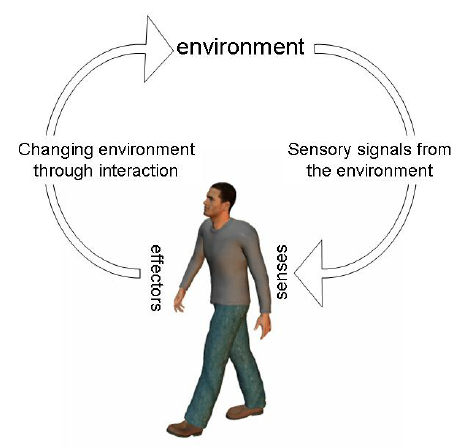 environment
Changing environment
through interaction
Sensory signals from
the environment
effectors
senses